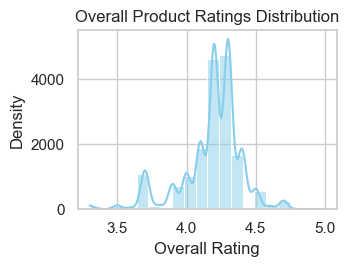 Overall Product Ratings Distribution
Density
4000
2000
0
3.5 4.0 4.5 5.0
Overall Rating